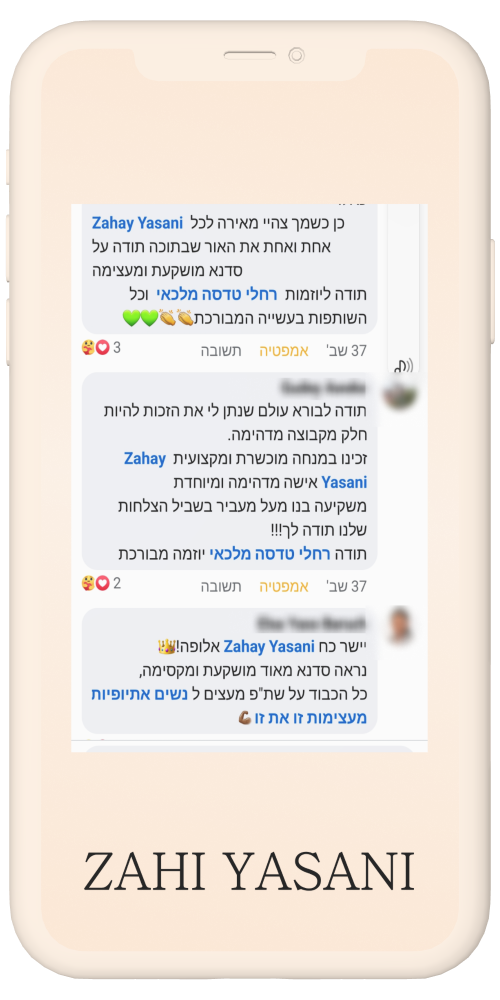 Zahay Yasani כן כשמך צהיי מאירה לכל
אחת ואחת את האור שבתוכה תודה על
סדנא מושקעת ומעצימה
תודה ליוזמות רחלי טדסה מלכאי וכל
השותפות בעשייה המבורכת👏👏💚💚
37 שב' אמפטיה תשובה 3
תודה לבורא עולם שנתן לי את הזכות להיות
חלק מקבוצה מדהימה.
זכינו במנחה מוכשרת ומקצועית Zahay
Yasani אישה מדהימה ומיוחדת
משקיעה בנו מעל מעביר בשביל הצלחות
שלנו תודה לך!!!
תודה רחלי טדסה מלכאי יוזמה מבורכת
37 שב' אמפטיה תשובה 2
יישר כח Zahay Yasani אלופה!👑
נראה סדנא מאוד מושקעת ומקסימה,
כל הכבוד על שת"פ מעצים ל נשים אתיופיות
מעצימות זו את זו💪🏾
ZAHI YASANI